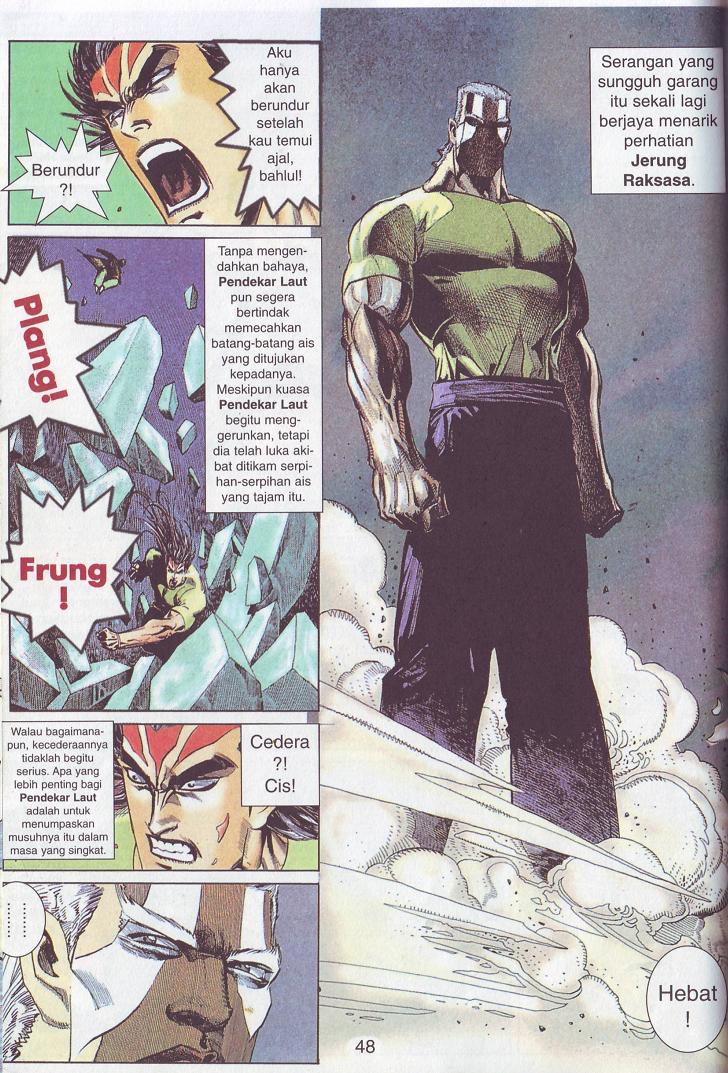 Berundur
?!
Aku
hanya
akan
berundur
setelah
kau temui
ajal,
bahlul!
Plang!
Tanpa mengen-
dahkan bahaya,
Pendekar Laut
pun segera
bertindak
memecahkan
batang-batang ais
yang ditujukan
kepadanya.
Meskipun kuasa
Pendekar Laut
begitu meng-
gerunkan, tetapi
dia telah luka aki-
bat ditikam serpi-
han-serpihan ais
yang tajam itu.
Frung
!
Walau bagaimana-
pun, kecederaannya
tidaklah begitu
serius. Apa yang
lebih penting bagi
Pendekar Laut
adalah untuk
menumpaskan
musuhnya itu dalam
masa yang singkat.
Cedera
?!
Cis!
..........
..........
Serangan yang
sungguh garang
itu sekali lagi
berjaya menarik
perhatian
Jerung
Raksasa.
Hebat
!
48